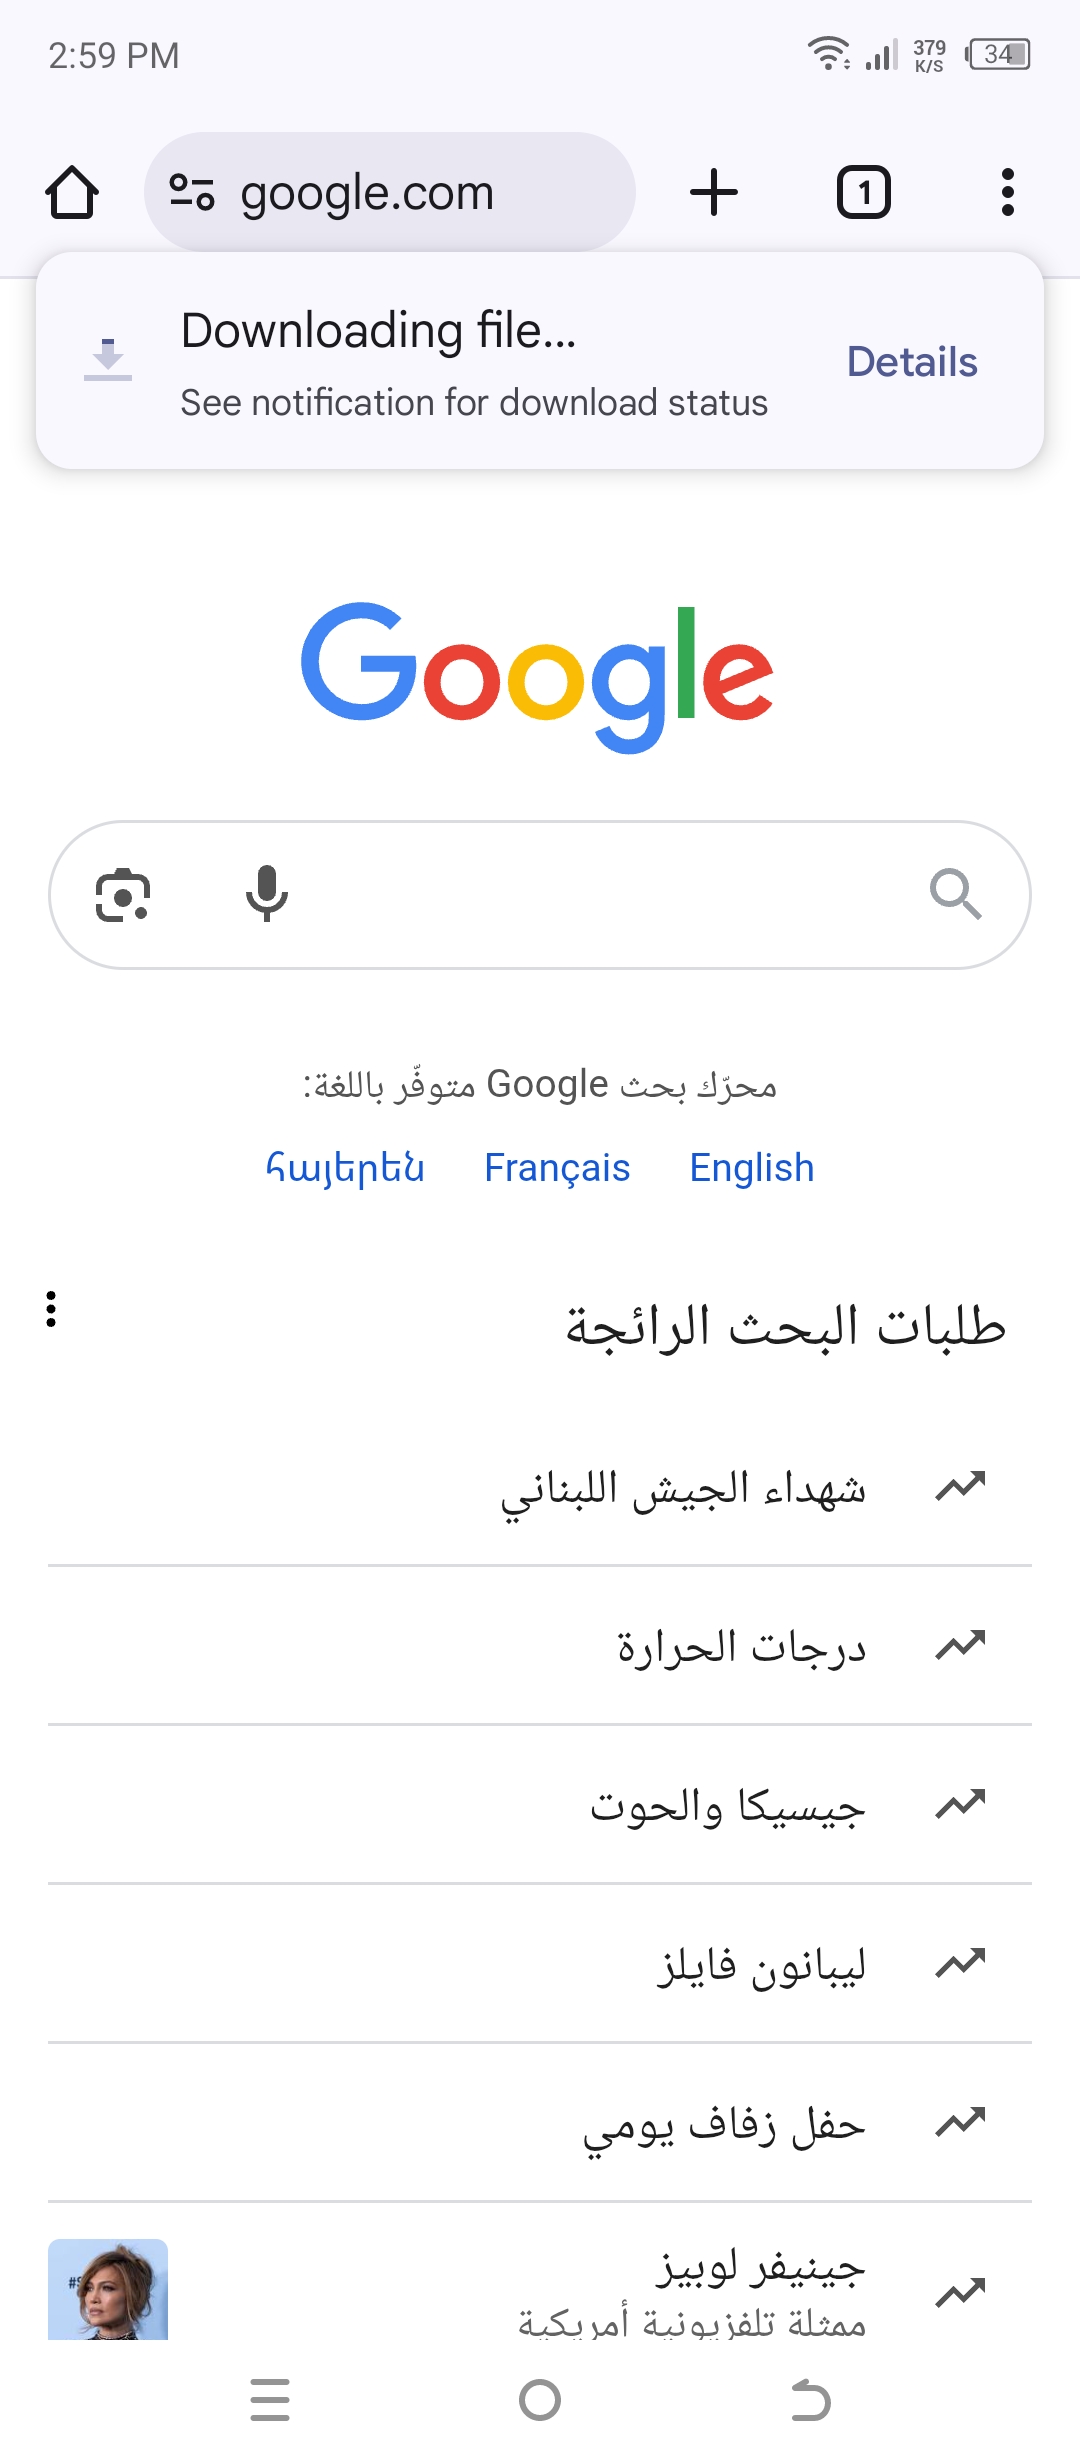 2:59 PM
379
K/S
34
google.com
1
Downloading file...
See notification for download status
Details
Google
محرّك بحث Google متوفّر باللغة:
հայերեն Français English
طلبات البحث الرائجة
شهداء الجيش اللبناني
درجات الحرارة
جيسيكا والحوت
ليبانون فايلز
حفل زفاف يومي
جينيفر لوبيز
ممثلة تلفزيونية أمريكية